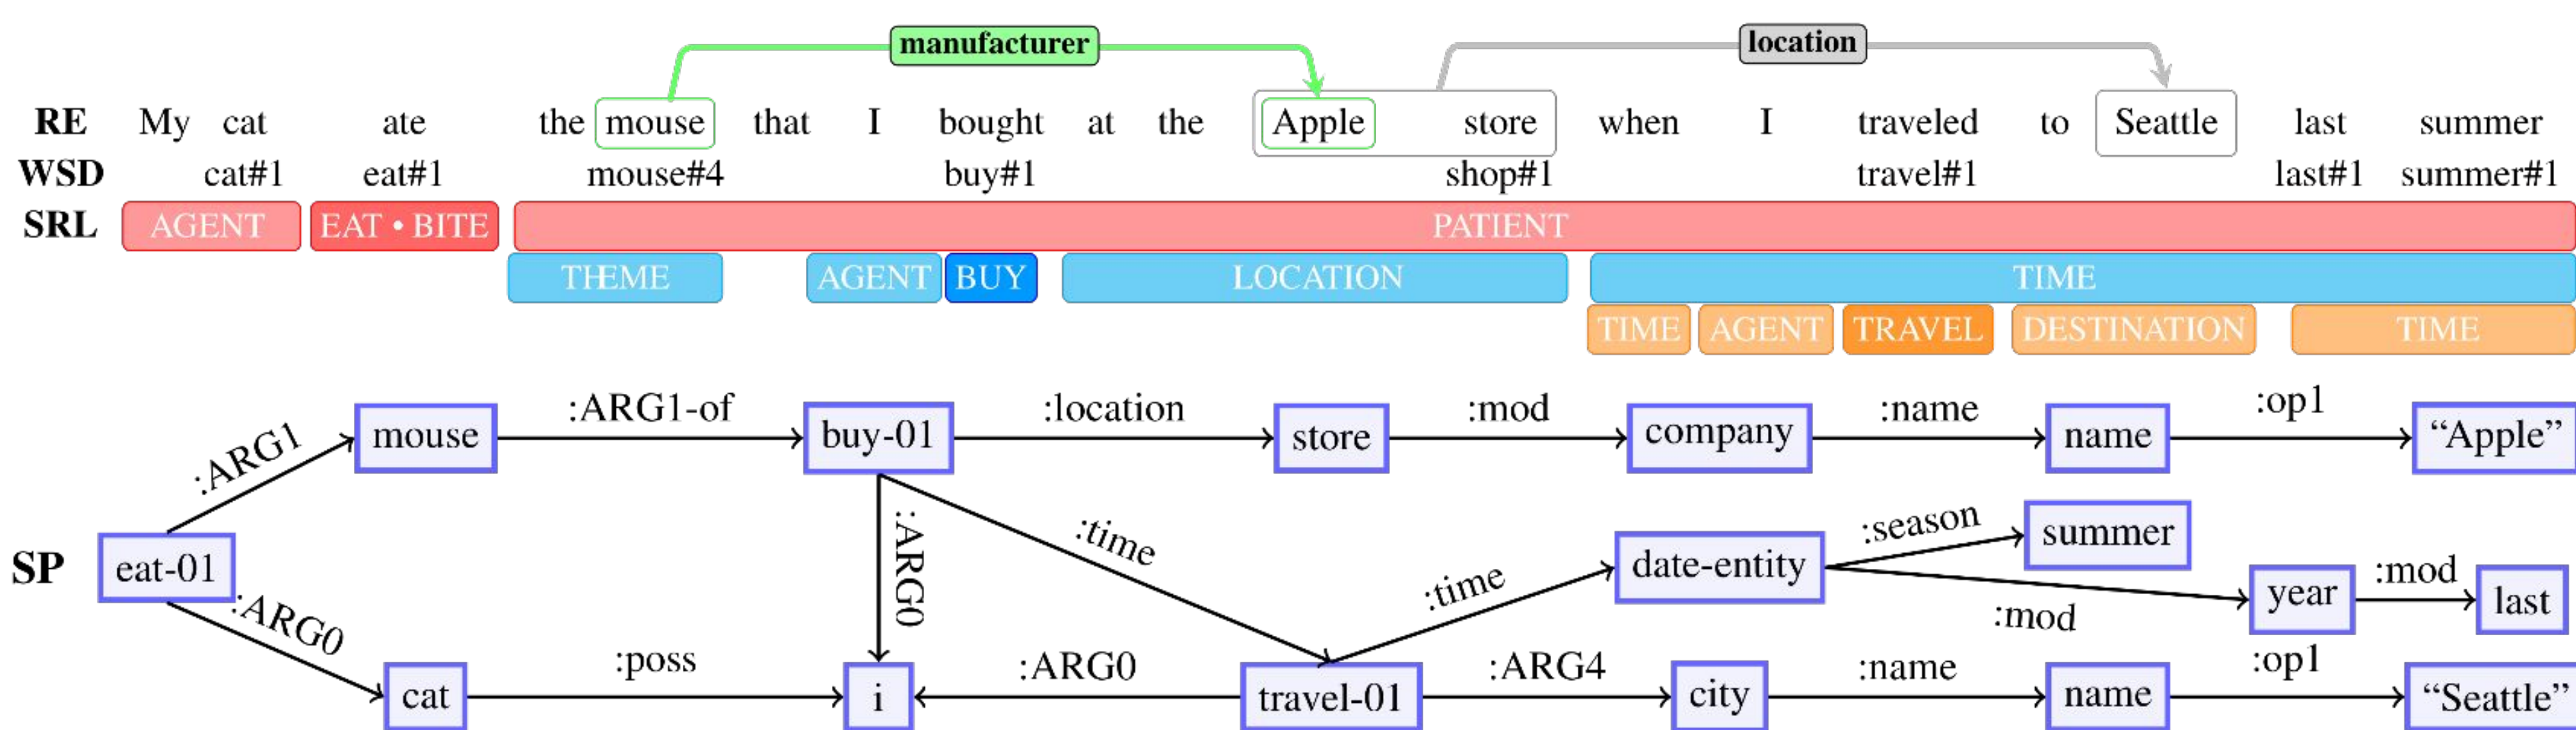 manufacturer location
RE My cat ate the mouse that I bought at the Apple store when I traveled to Seattle last summer
WSD cat#1 eat#1 mouse#4 buy#1 shop#1 travel#1 last#1 summer#1
SRL AGENT EAT • BITE PATIENT
THEME AGENT BUY LOCATION TIME
TIME AGENT TRAVEL DESTINATION TIME
:ARG1 mouse :ARG1-of buy-01 :location store :mod company :name name :op1 “Apple”
SP eat-01 :ARG0 :time :time date-entity :season summer :mod year :mod last
:ARG0 cat :poss i :ARG0 travel-01 :ARG4 city :name name :op1 “Seattle”